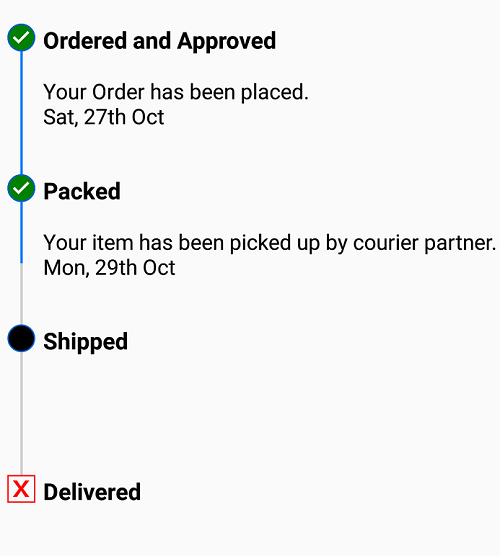 Ordered and Approved
Your Order has been placed.
Sat, 27th Oct
Packed
Your item has been picked up by courier partner.
Mon, 29th Oct
Shipped
X Delivered